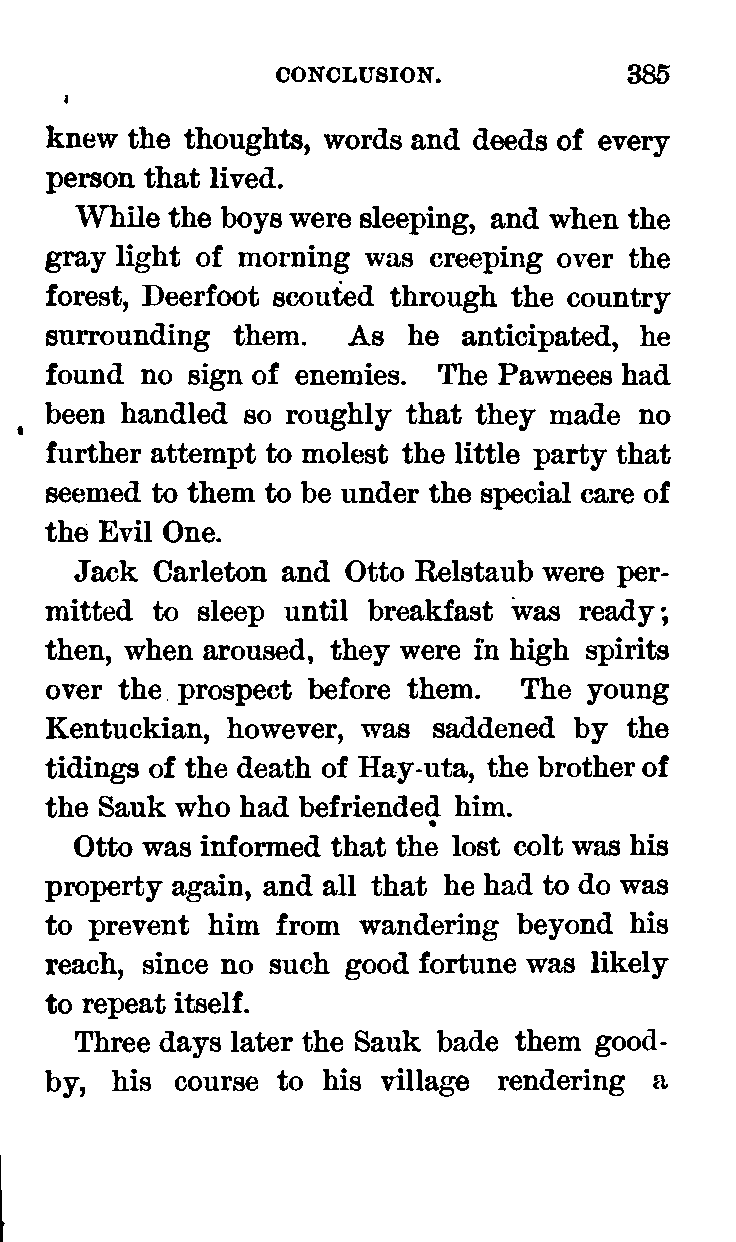 CONCLUSION. 385
knew the thoughts, words and deeds of every
person that lived.
While the boys were sleeping, and when the
gray light of morning was creeping over the
forest, Deerfoot scouted through the country
surrounding them. As he anticipated, he
found no sign of enemies. The Pawnees had
been handled so roughly that they made no
further attempt to molest the little party that
seemed to them to be under the special care of
the Evil One.
Jack Carleton and Otto Relstaub were per-
mitted to sleep until breakfast was ready;
then, when aroused, they were in high spirits
over the prospect before them. The young
Kentuckian, however, was saddened by the
tidings of the death of Hay-uta, the brother of
the Sauk who had befriended him.
Otto was informed that the lost colt was his
property again, and all that he had to do was
to prevent him from wandering beyond his
reach, since no such good fortune was likely
to repeat itself.
Three days later the Sauk bade them good-
by, his course to his village rendering a